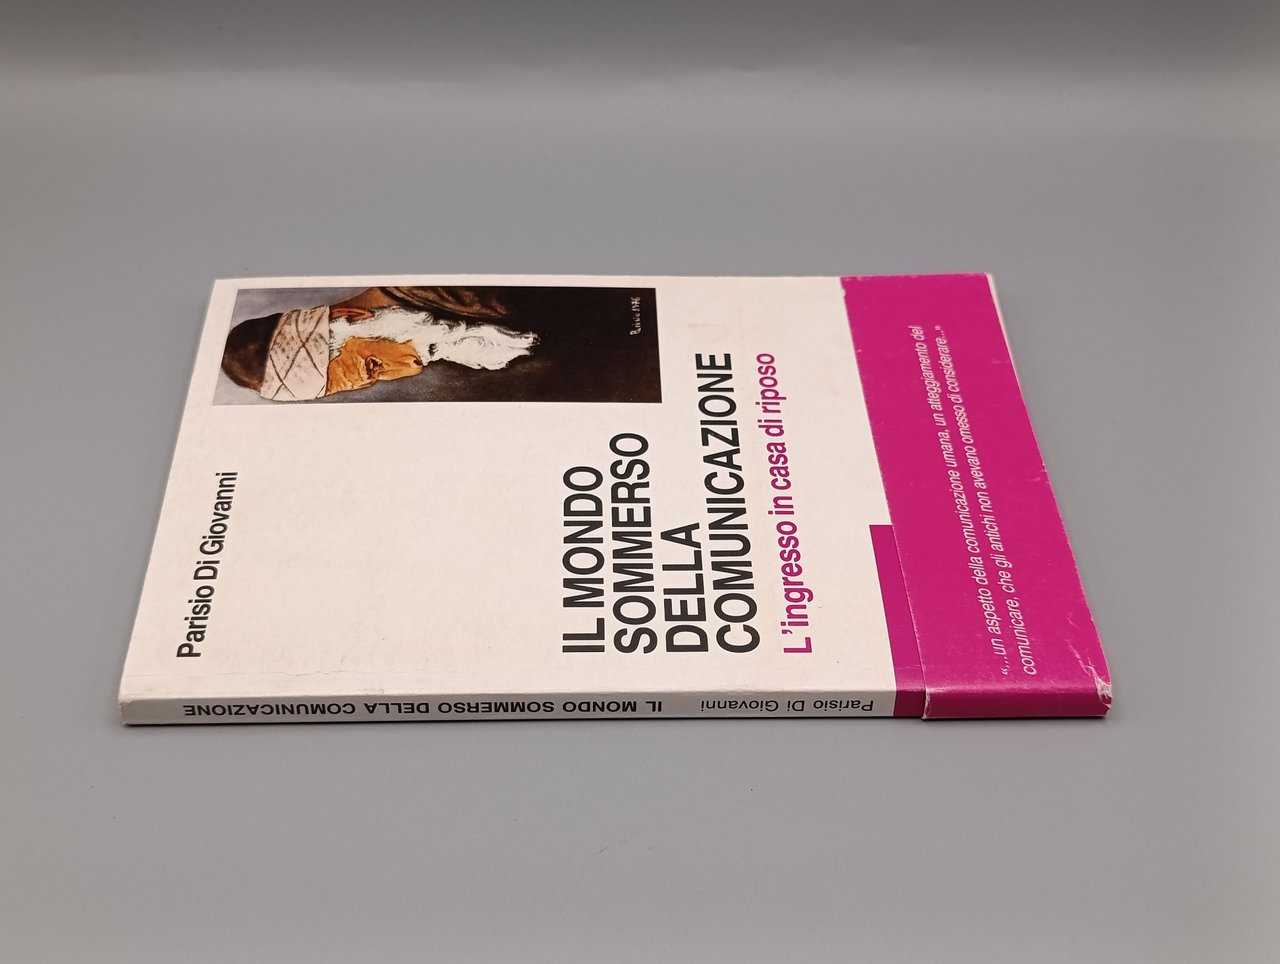 Parisio Di Giovanni
Parisio 1976
IL MONDO
SOMMERSO
DELLA
COMUNICAZIONE
L'ingresso in casa di riposo
“...un aspetto della comunicazione umana, un atteggiamento del
comunicare, che gli antichi non avevano omesso di considerare...”
Parisio Di Giovanni
IL MONDO SOMMERSO DELLA COMUNICAZIONE